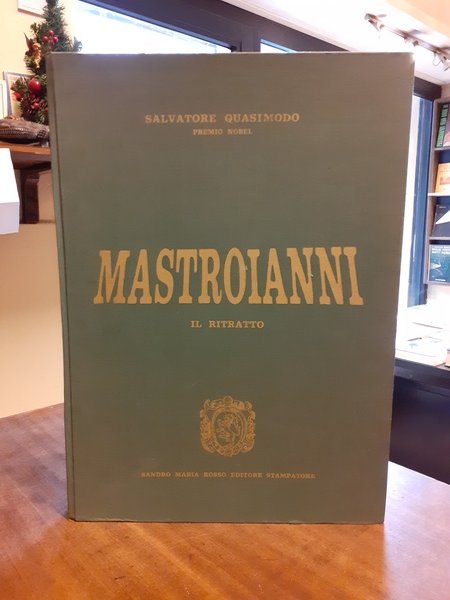 SALVATORE QUASIMODO
PREMIO NOBEL
MASTROIANNI
IL RITRATTO
SANDRO MARIA ROSSO EDITORE STAMPATORE